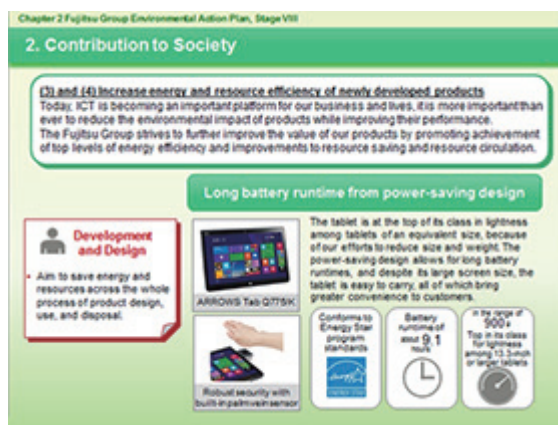 Chapter 2 Fujitsu Group Environmental Action Plan, Stage VIII
2. Contribution to Society
(3) and (4) Increase energy and resource efficiency of newly developed products
Today, ICT is becoming an important platform for our business and lives, it is more important than
ever to reduce the environmental impact of products while improving their performance.
The Fujitsu Group strives to further improve the value of our products by promoting achievement
of top levels of energy efficiency and improvements to resource saving and resource circulation.
Long battery runtime from power-saving design
Development
and Design
• Aim to save energy and
resources across the whole
process of product design,
use, and disposal.
ARROWS Tab Q775/K
Robust security with
built-in palm vein sensor
The tablet is at the top of its class in lightness
among tablets of an equivalent size, because
of our efforts to reduce size and weight. The
power-saving design allows for long battery
runtimes, and despite its large screen size, the
tablet is easy to carry, all of which bring
greater convenience to customers.
Conforms to
Energy Star
program
standards
ENERGY STAR
Battery
runtime of
about 9.1
hours
in the range of
900 g
Top in its class
for lightness
among 13.3-inch
or larger tablets